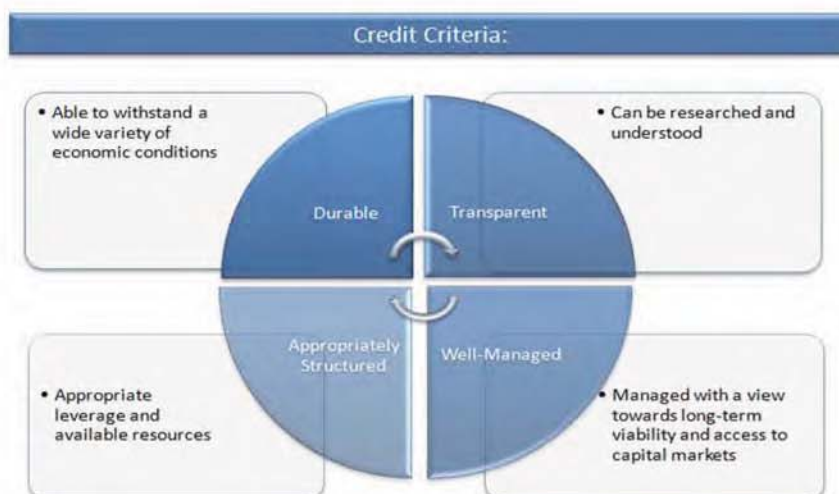 Credit Criteria:
• Able to withstand a
wide variety of
economic conditions
• Can be researched and
understood
Durable
Transparent
Appropriately
Structured
Well-Managed
• Appropriate
leverage and
available resources
• Managed with a view
towards long-term
viability and access to
capital markets